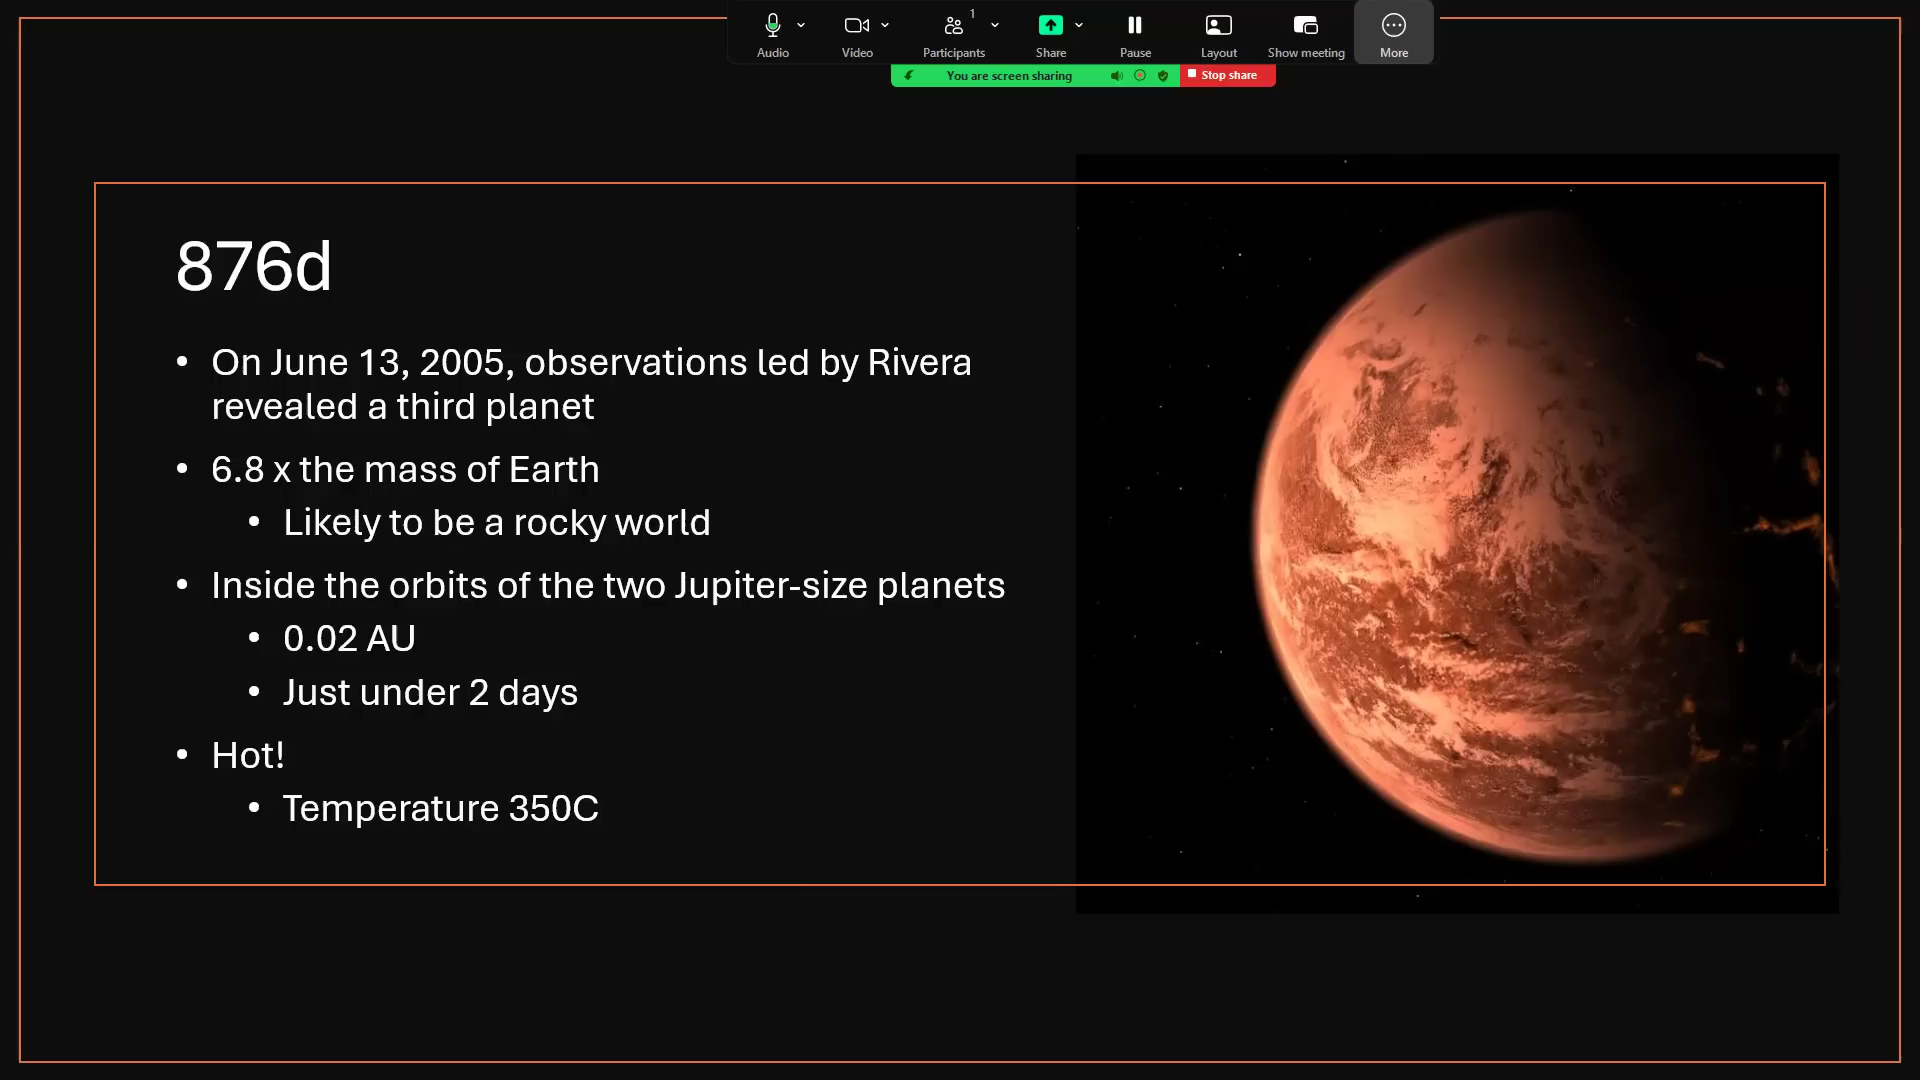 1
Audio Video Participants Share Pause Layout Show meeting More
You are screen sharing Stop share
876d
• On June 13, 2005, observations led by Rivera
revealed a third planet
• 6.8 x the mass of Earth
• Likely to be a rocky world
• Inside the orbits of the two Jupiter-size planets
• 0.02 AU
• Just under 2 days
• Hot!
• Temperature 350C